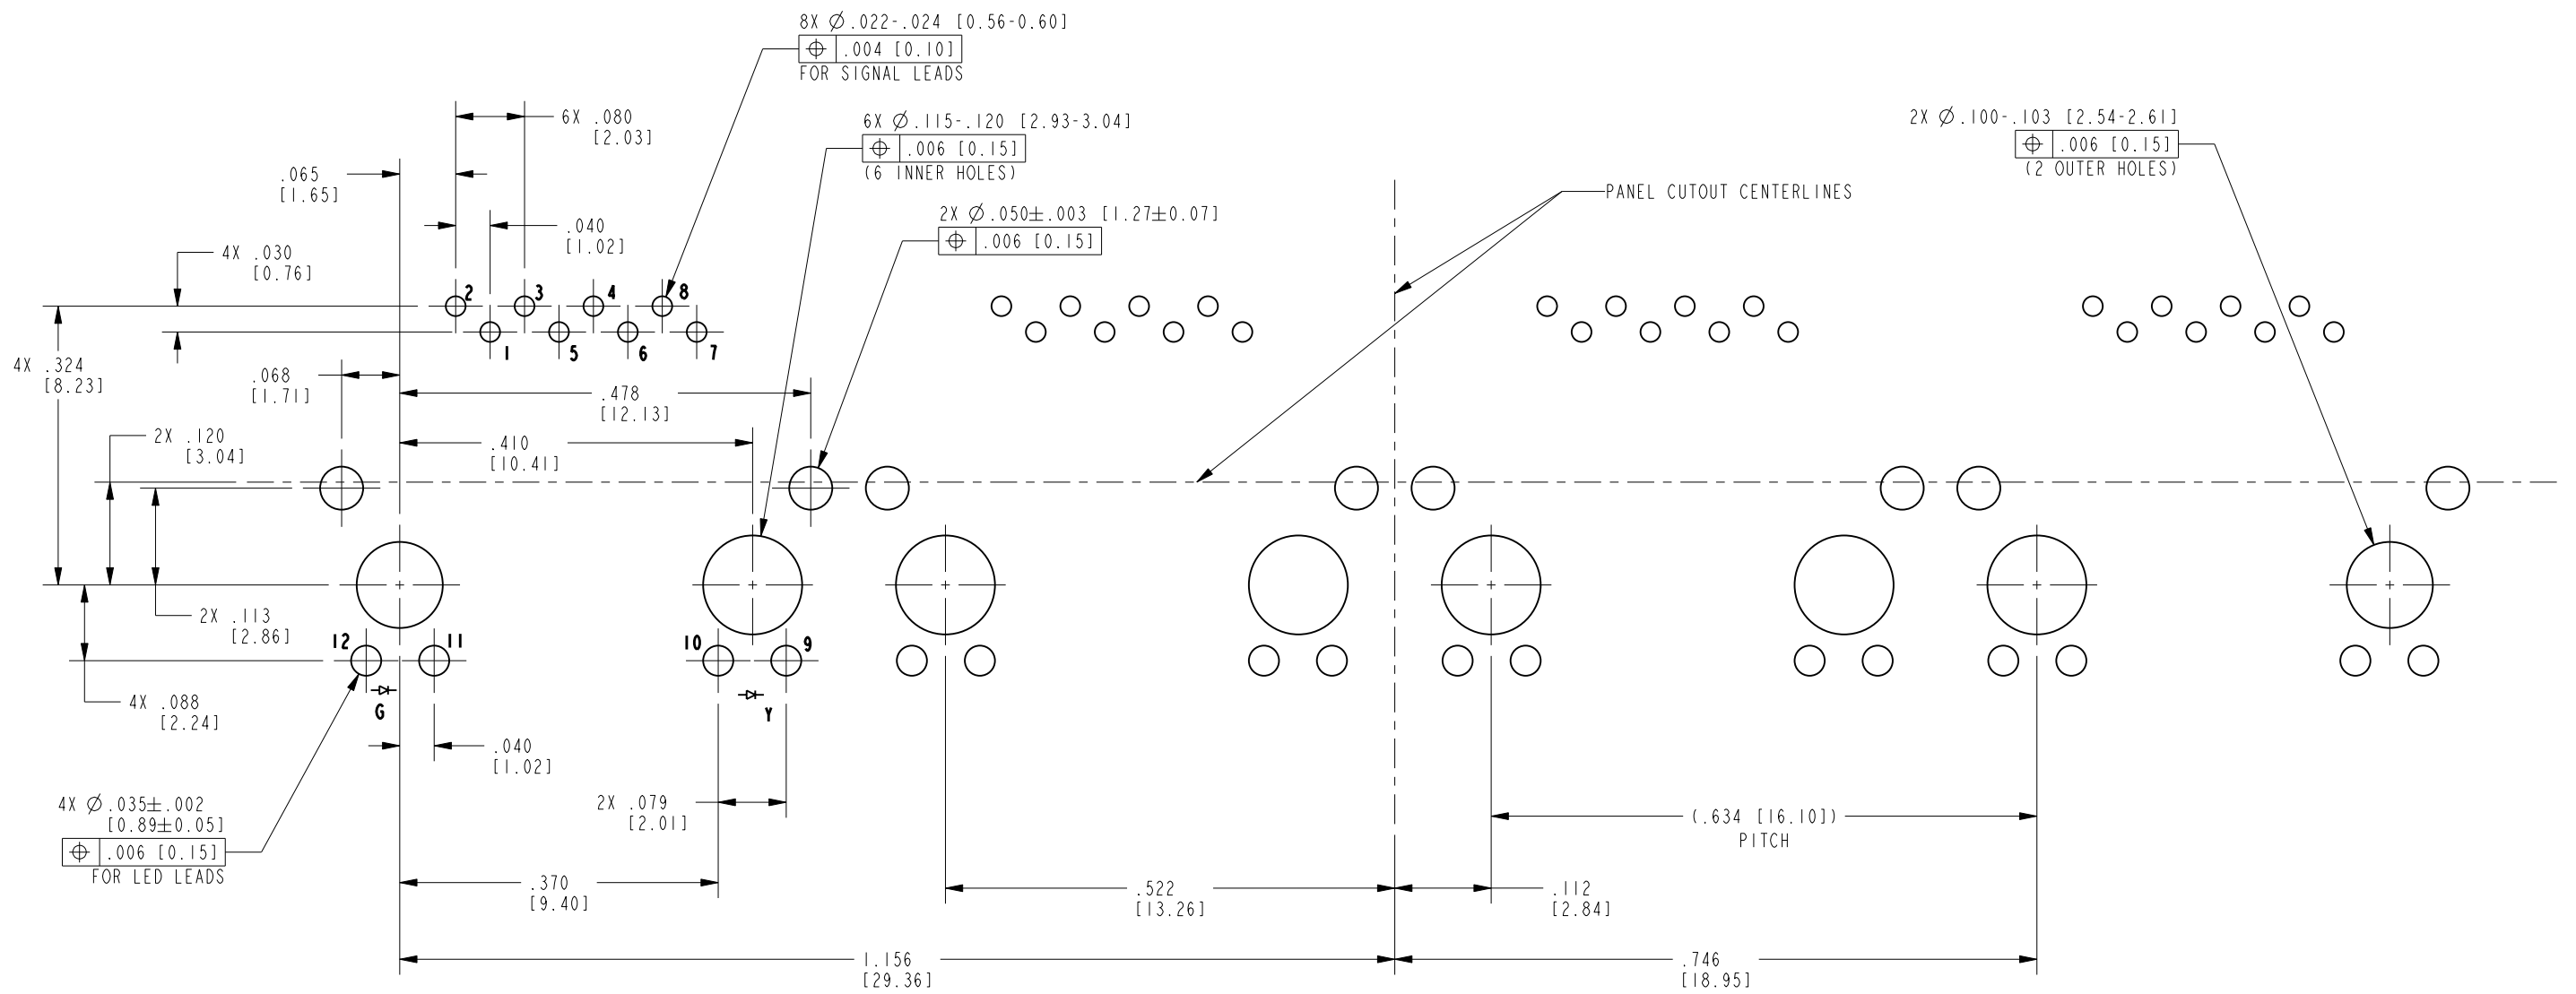 8X Ø.022-.024 [0.56-0.60]
⌖ .004 [0.10]
FOR SIGNAL LEADS
6X .080
[2.03]
6X Ø.115-.120 [2.93-3.04]
⌖ .006 [0.15]
(6 INNER HOLES)
2X Ø.100-.103 [2.54-2.61]
⌖ .006 [0.15]
(2 OUTER HOLES)
.065
[1.65]
PANEL CUTOUT CENTERLINES
2X Ø.050±.003 [1.27±0.07]
⌖ .006 [0.15]
.040
[1.02]
4X .030
[0.76]
2 3 4 8
1 5 6 7
4X .324
[8.23]
.068
[1.71]
.478
[12.13]
2X .120
[3.04]
.410
[10.41]
2X .113
[2.86]
12 11 10 9
4X .088
[2.24]
G Y
.040
[1.02]
4X Ø.035±.002
[0.89±0.05]
⌖ .006 [0.15]
FOR LED LEADS
2X .079
[2.01]
(.634 [16.10])
PITCH
.370
[9.40]
.522
[13.26]
.112
[2.84]
1.156
[29.36]
.746
[18.95]